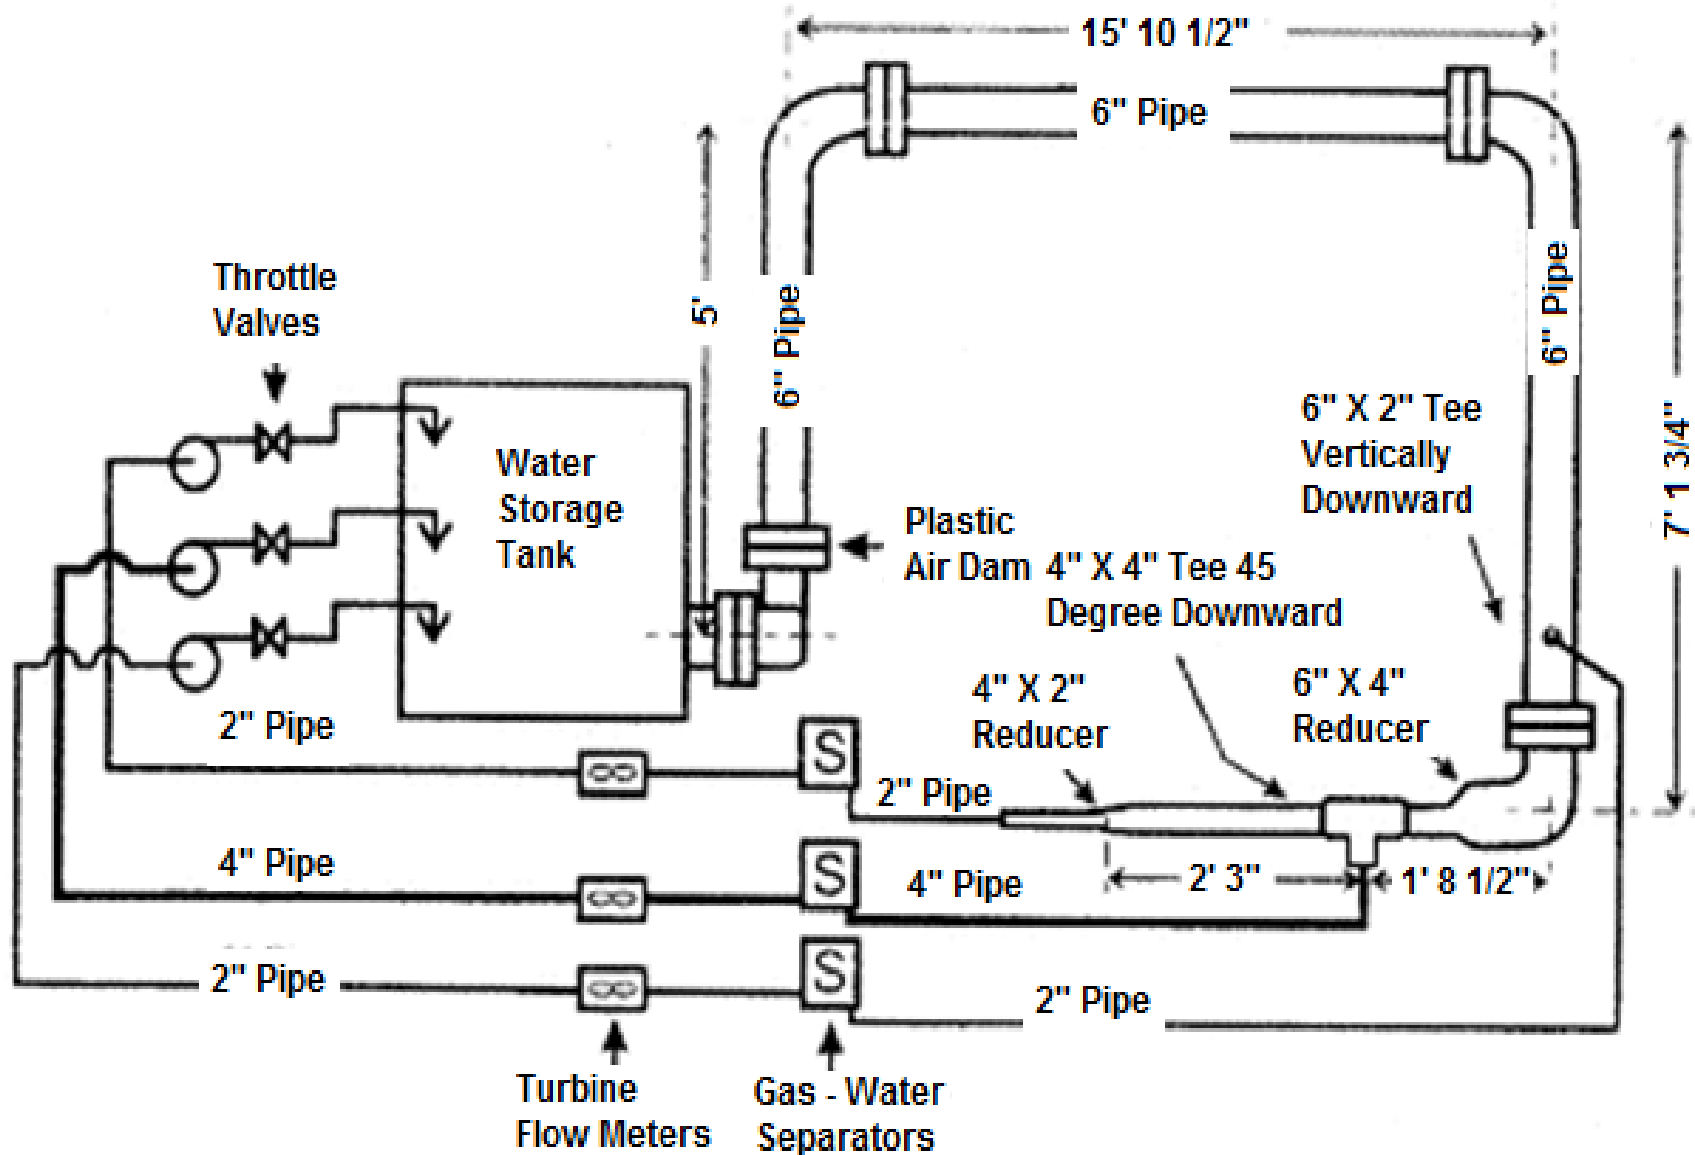 15' 10 1/2"
6" Pipe
Throttle
Valves
5'
6" Pipe
6" Pipe
7' 1 3/4"
6" X 2" Tee
Vertically
Downward
Water
Storage
Tank
Plastic
Air Dam
4" X 4" Tee 45
Degree Downward
4" X 2"
Reducer
6" X 4"
Reducer
2" Pipe
S
2" Pipe
4" Pipe
S
4" Pipe
2' 3"
1' 8 1/2"
2" Pipe
S
2" Pipe
Turbine
Flow Meters
Gas - Water
Separators